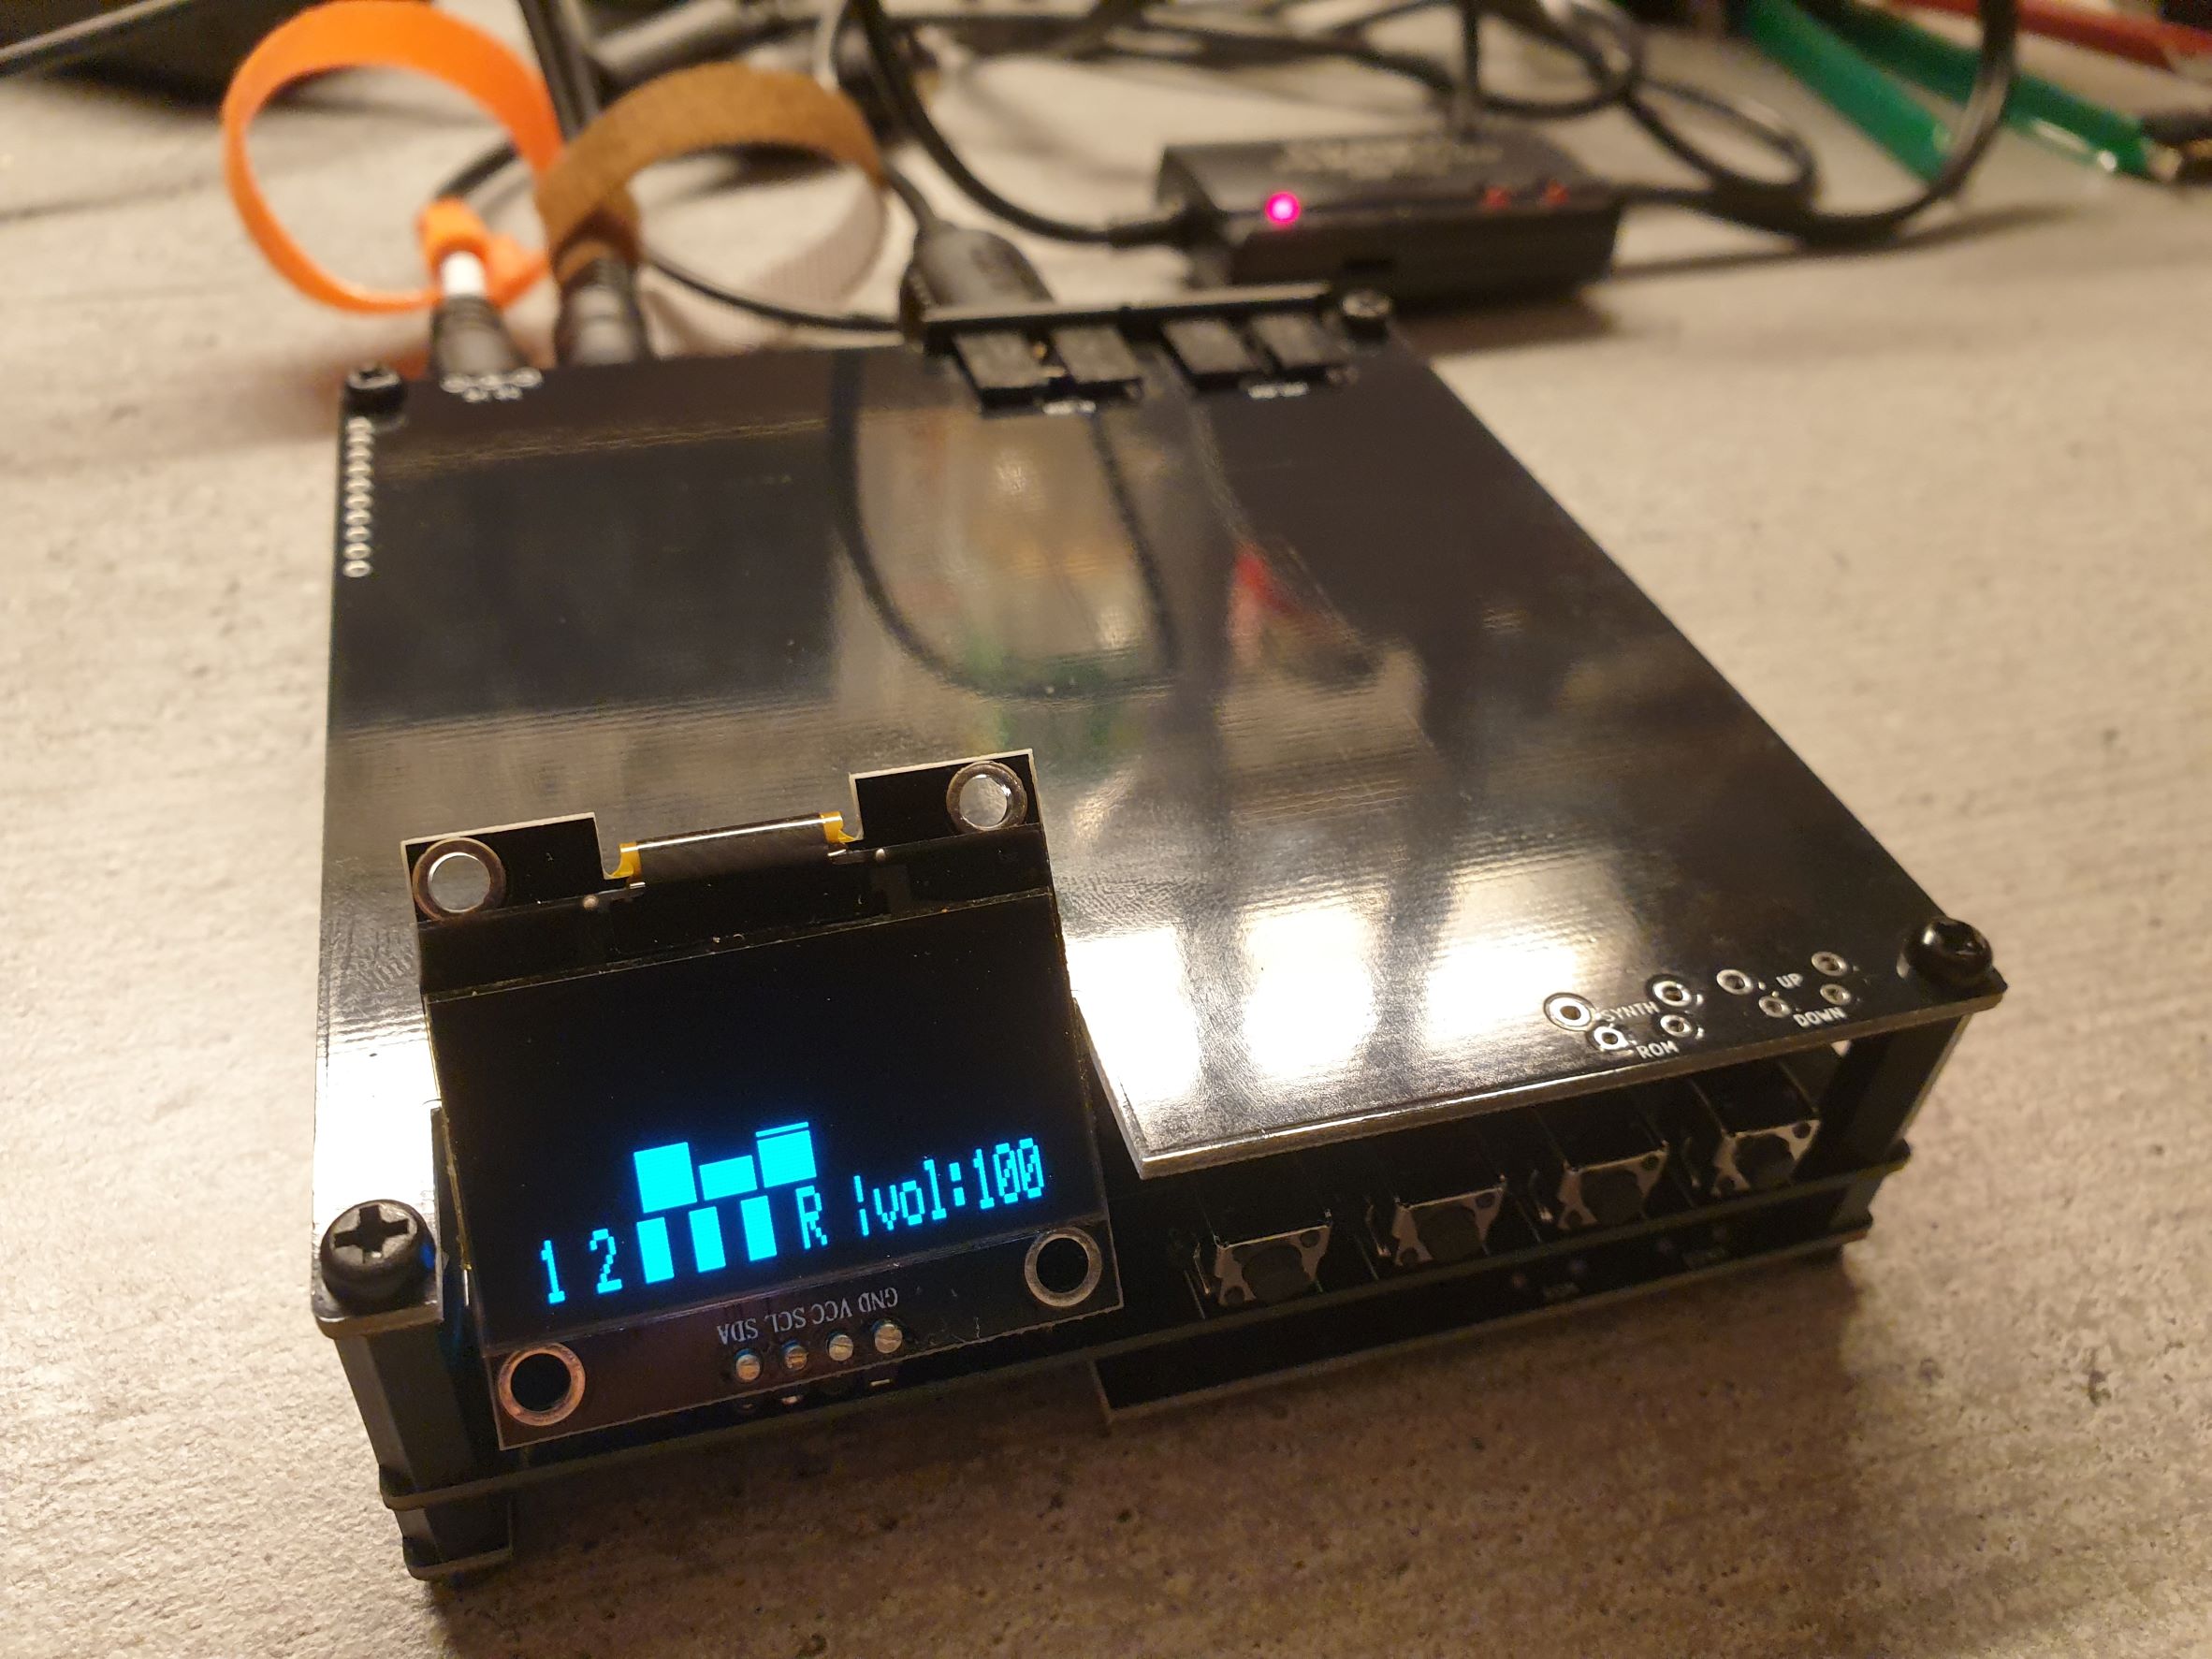 SYNTH
UP
ROM
DOWN
1 2 R ¦vol:100
GND VCC SCL SDA